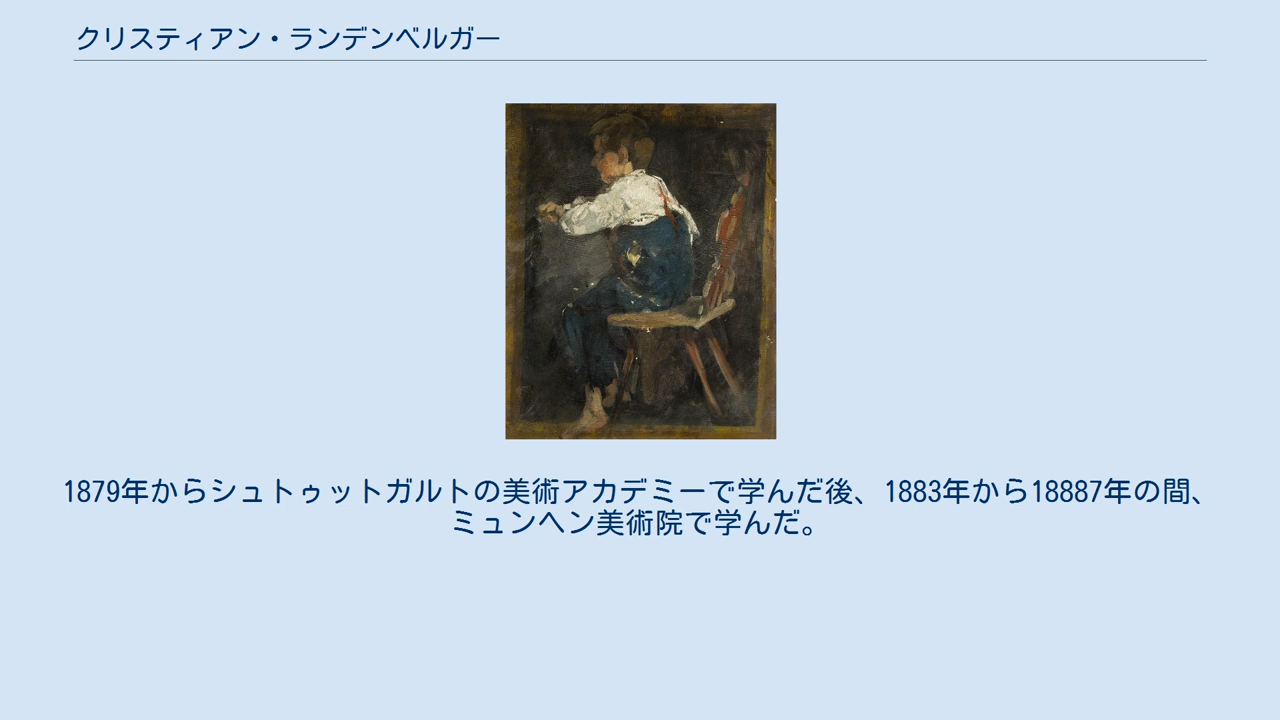 クリスティアン・ランデンベルガー
1879年からシュトゥットガルトの美術アカデミーで学んだ後、1883年から18887年の間、
ミュンヘン美術院で学んだ。